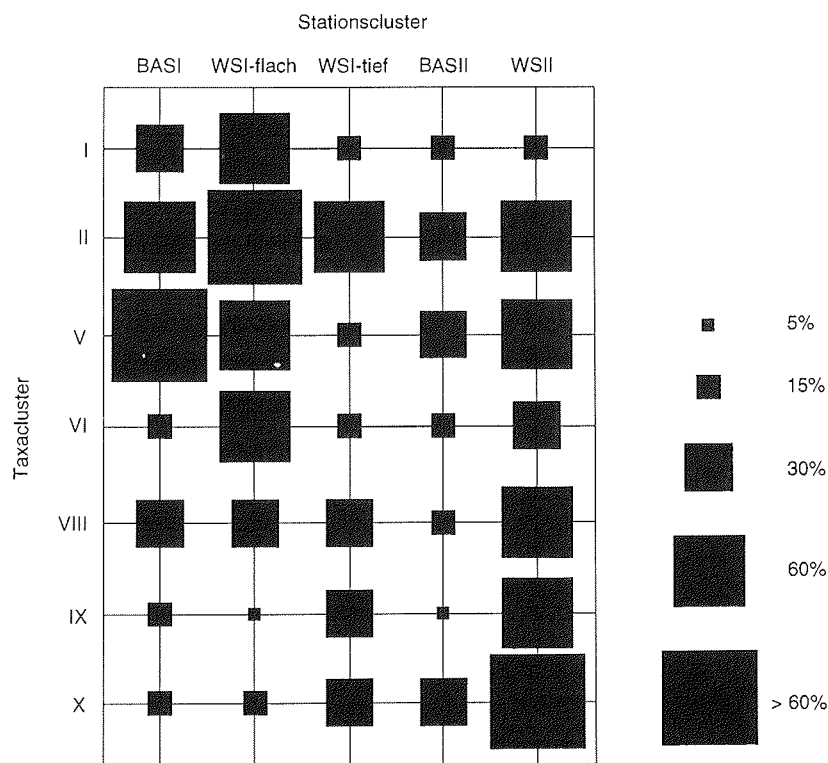 Stationscluster
BASI WSI-flach WSI-tief BASII WSII
Taxacluster
I
II
V
VI
VIII
IX
X
5%
15%
30%
60%
> 60%